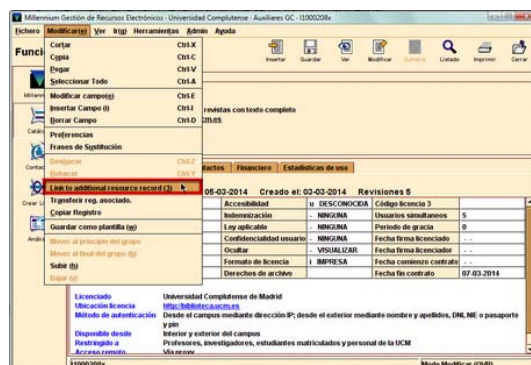 Millennium Gestión de Recursos Electrónicos - Universidad Complutense - Auxiliares GC - l1000208x
Fichero Modificar(e) Ver Ir(g) Herramientas Admin Ayuda
Funci
Insertar Guardar Ver Modificar Sumario Listado Imprimir Cerrar
Cortar Ctrl-X
Copia Ctrl-C
Pegar Ctrl-V
Seleccionar Todo Ctrl-A
Modificar campo(s) Ctrl-E
Insertar Campo (i) Ctrl-I
Borrar Campo Ctrl-D
Preferencias
Frases de Sustitución
Deshacer Ctrl-Z
Rehacer
Link to additional resource record (3)
Transferir reg. asociado.
Copiar Registro
Guardar como plantilla (w)
Mover al principio del grupo
Mover al final del grupo
Subir (h)
Bajar
revistas con texto completo
m.es
tactos Financiero Estadísticas de uso
05-03-2014 Creado el: 03-03-2014 Revisiones 5
Accesibilidad u DESCONOCIDA Código licencia 3
Indemnización - NINGUNA Usuarios simultaneos 5
Ley aplicable - NINGUNA Periodo de gracia 0
Confidencialidad usuario - NINGUNA Fecha firma licenciado - -
Ocultar - VISUALIZAR Fecha firma licenciador - -
Formato de licencia i IMPRESA Fecha comienzo contrato - -
Derechos de archivo Fecha fin contrato 07-03-2014
Licenciado Universidad Complutense de Madrid
Ubicación licencia http:/biblioteca.ucm.es
Método de autenticación Desde el campus mediante dirección IP; desde el exterior mediante nombre y apellidos, DNI, NIE o pasaporte
y pin
Disponible desde Interior y exterior del campus
Restringido a Profesores, investigadores, estudiantes matriculados y personal de la UCM
Acceso remoto Vía proxy
l1000208x Modo Modificar (OVR)